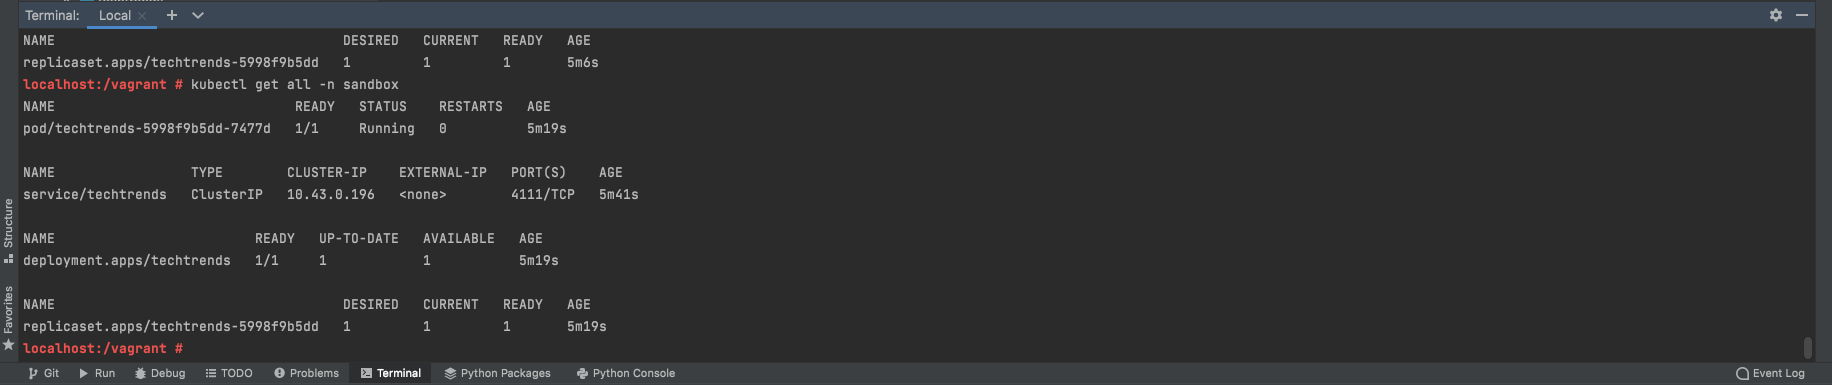 Terminal: Local × + 
NAME DESIRED CURRENT READY AGE
replicaset.apps/techtrends-5998f9b5dd 1 1 1 5m6s
localhost:/vagrant # kubectl get all -n sandbox
NAME READY STATUS RESTARTS AGE
pod/techtrends-5998f9b5dd-7477d 1/1 Running 0 5m19s
NAME TYPE CLUSTER-IP EXTERNAL-IP PORT(S) AGE
service/techtrends ClusterIP 10.43.0.196 <none> 4111/TCP 5m41s
NAME READY UP-TO-DATE AVAILABLE AGE
deployment.apps/techtrends 1/1 1 1 5m19s
NAME DESIRED CURRENT READY AGE
replicaset.apps/techtrends-5998f9b5dd 1 1 1 5m19s
localhost:/vagrant #
Structure
Favorites
Git Run Debug TODO Problems Terminal Python Packages Python Console Event Log